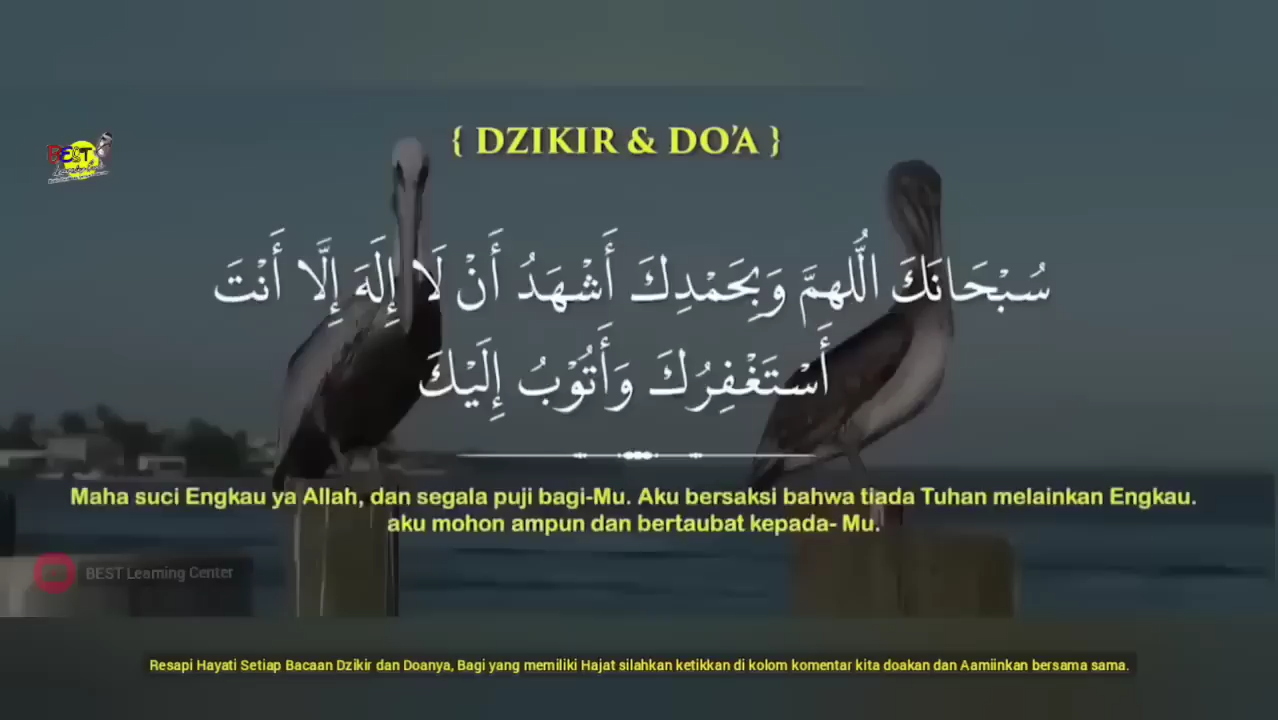 { DZIKIR & DO'A }
BEST
سُبْحَانَكَ اللَّهُمَّ وَبِحَمْدِكَ أَشْهَدُ أَنْ لَا إِلَهَ إِلَّا أَنْتَ
أَسْتَغْفِرُكَ وَأَتُوْبُ إِلَيْكَ
Maha suci Engkau ya Allah, dan segala puji bagi-Mu. Aku bersaksi bahwa tiada Tuhan melainkan Engkau.
aku mohon ampun dan bertaubat kepada- Mu.
BEST Learning Center
Resapi Hayati Setiap Bacaan Dzikir dan Doanya, Bagi yang memiliki Hajat silahkan ketikkan di kolom komentar kita doakan dan Aamiinkan bersama sama.